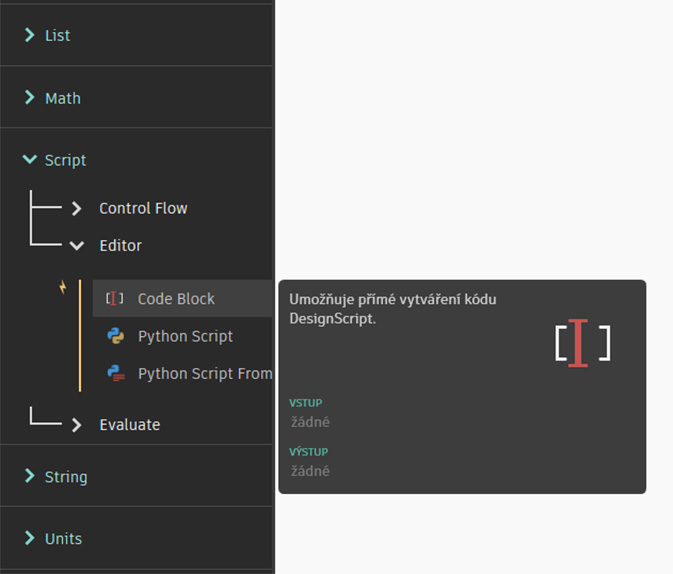 List
Math
Script
Control Flow
Editor
Code Block
Python Script
Python Script From
Evaluate
String
Units
Umožňuje přímé vytváření kódu
DesignScript.
VSTUP
žádné
VÝSTUP
žádné